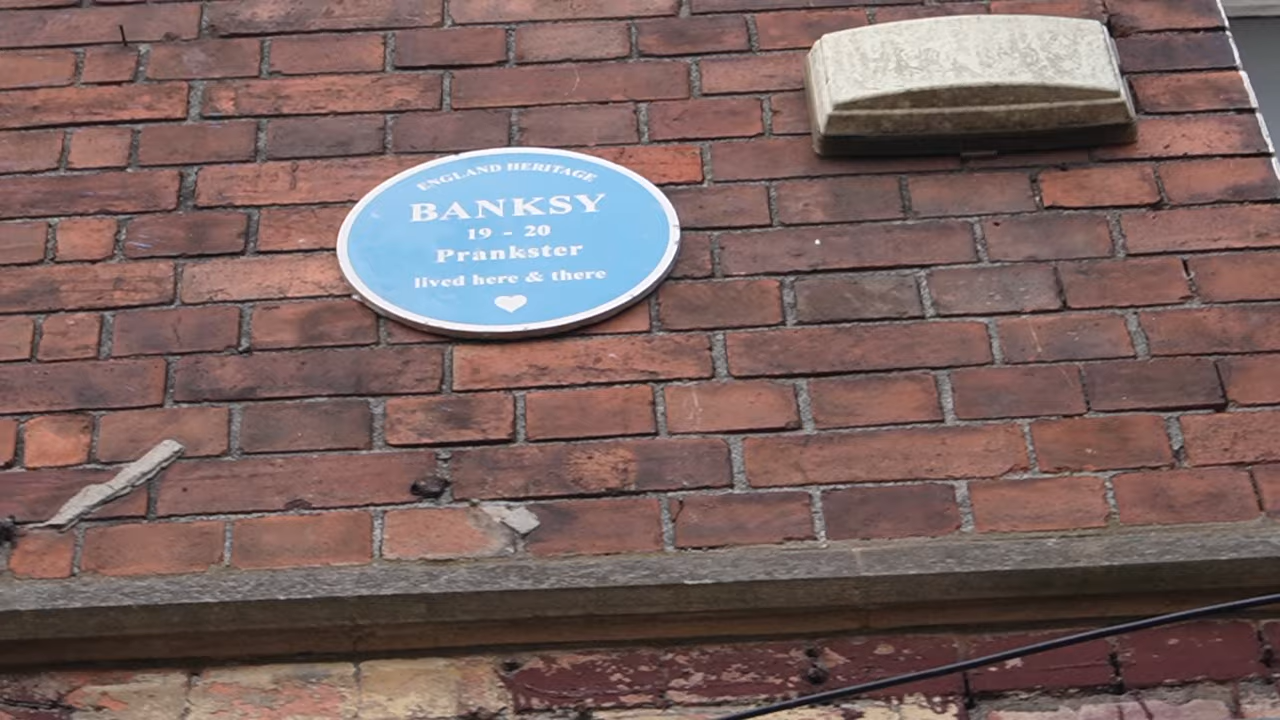 ENGLAND HERITAGE
BANKSY
19 - 20
Prankster
lived here & there